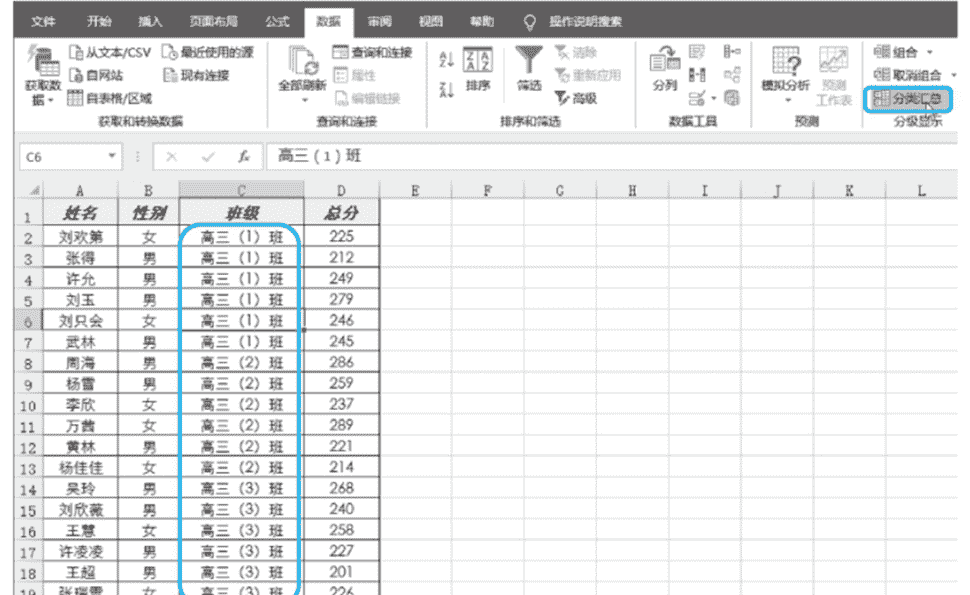 文件 开始 插入 页面布局 公式 数据 审阅 视图 帮助 操作说明搜索
从文本/CSV 最近使用的源 查询和连接 清除 组合
获取数据 自网站 现有连接 全部刷新 属性 排序 筛选 重新应用 分列 模拟分析 预测工作表 取消组合
自表格/区域 编辑链接 高级 分类汇总
获取和转换数据 查询和连接 排序和筛选 数据工具 预测 分级显示
C6 fx 高三(1)班
A B C D E F G H I J K L
1 姓名 性别 班级 总分
2 刘欢第 女 高三(1)班 225
3 张得 男 高三(1)班 212
4 许允 男 高三(1)班 249
5 刘玉 男 高三(1)班 279
6 刘只会 女 高三(1)班 246
7 武林 男 高三(1)班 245
8 周海 男 高三(2)班 286
9 杨雪 男 高三(2)班 259
10 李欣 女 高三(2)班 237
11 万茜 女 高三(2)班 289
12 黄林 男 高三(2)班 221
13 杨佳佳 女 高三(2)班 214
14 吴玲 男 高三(3)班 268
15 刘欣薇 男 高三(3)班 240
16 王慧 女 高三(3)班 258
17 许凌凌 男 高三(3)班 227
18 王超 男 高三(3)班 201
19 张瑞雪 女 高三(3)班 226